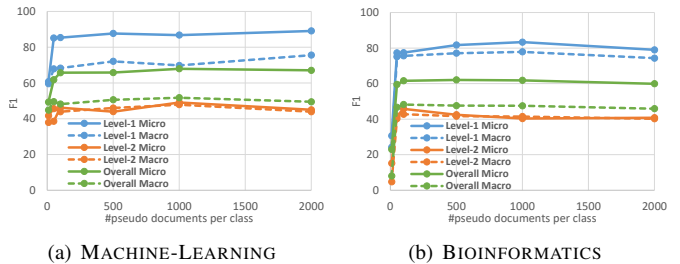 100
80
60
40
20
0
F1
Level-1 Micro
Level-1 Macro
Level-2 Micro
Level-2 Macro
Overall Micro
Overall Macro
0 500 1000 1500 2000
#pseudo documents per class
(a) MACHINE-LEARNING
100
80
60
40
20
0
F1
Level-1 Micro
Level-1 Macro
Level-2 Micro
Level-2 Macro
Overall Micro
Overall Macro
0 500 1000 1500 2000
#pseudo documents per class
(b) BIOINFORMATICS